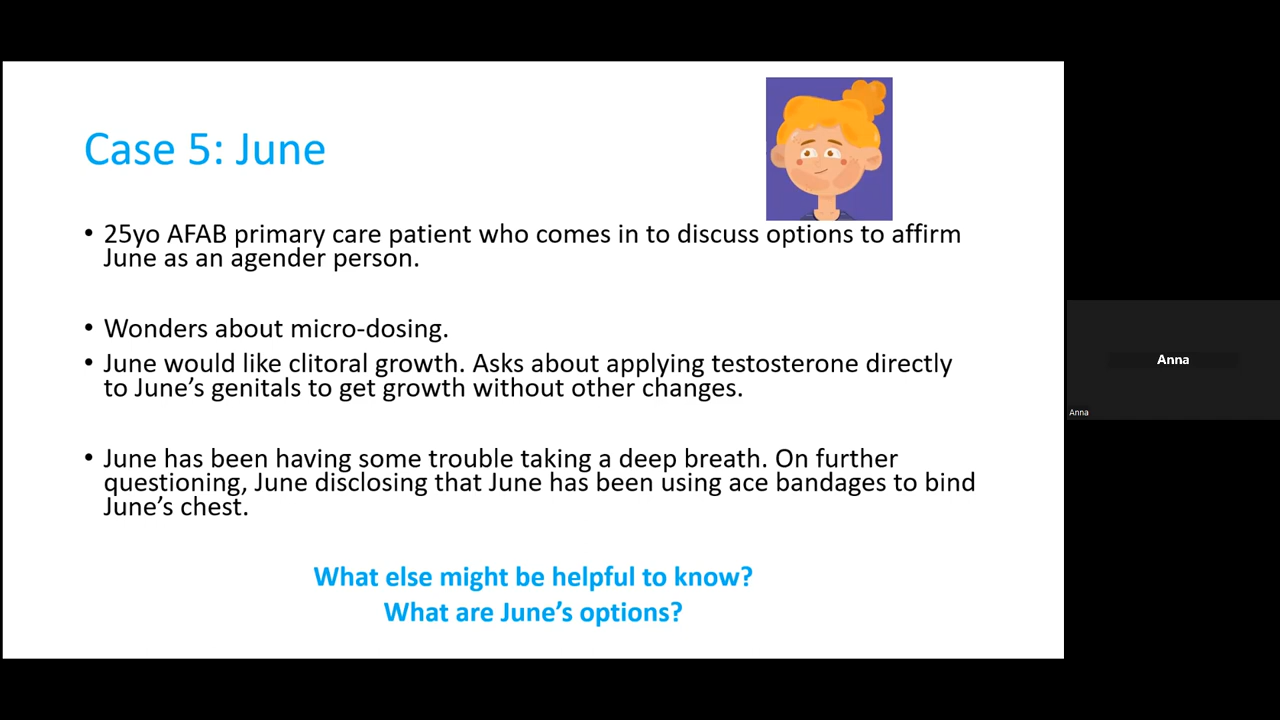 Case 5: June
• 25yo AFAB primary care patient who comes in to discuss options to affirm
June as an agender person.
• Wonders about micro-dosing.
• June would like clitoral growth. Asks about applying testosterone directly
to June's genitals to get growth without other changes.
• June has been having some trouble taking a deep breath. On further
questioning, June disclosing that June has been using ace bandages to bind
June's chest.
What else might be helpful to know?
What are June's options?
Anna
Anna